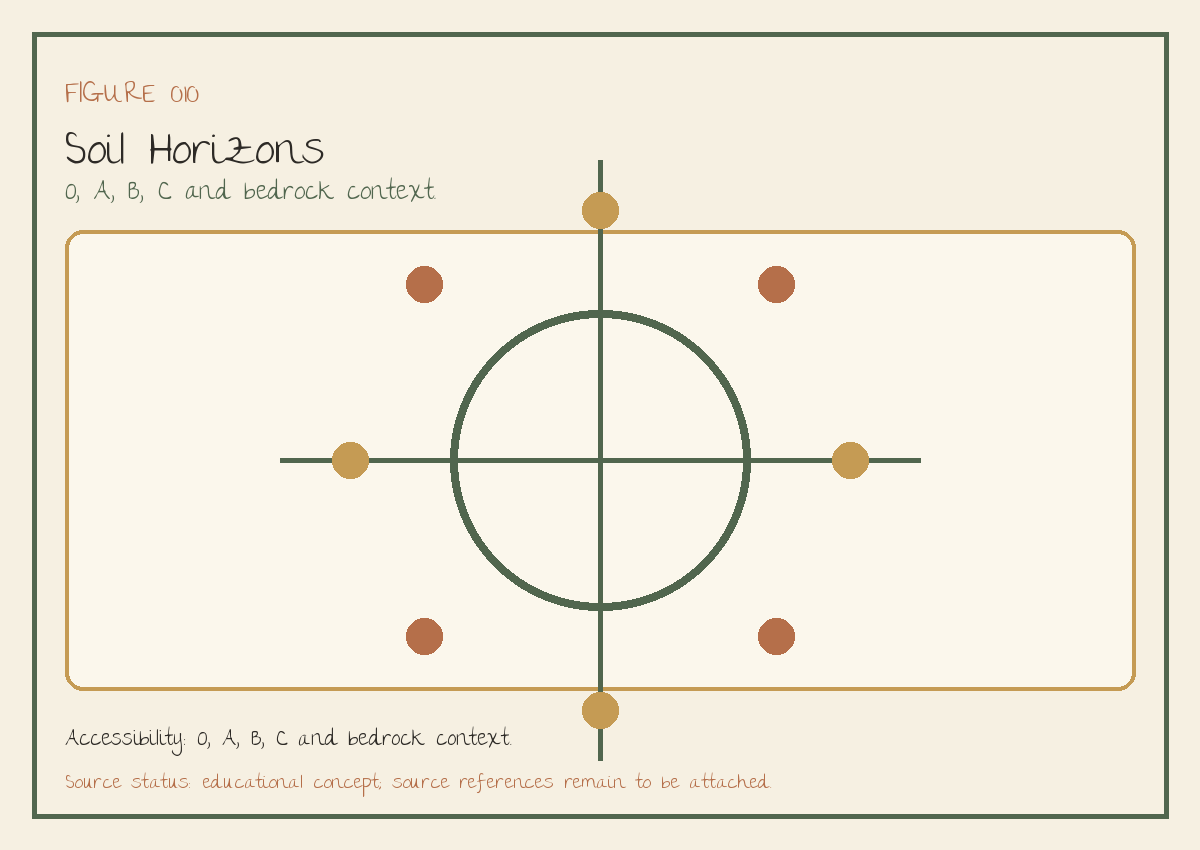 FIGURE 010
Soil Horizons
O, A, B, C and bedrock context.
Accessibility: O, A, B, C and bedrock context.
Source status: educational concept; source references remain to be attached.